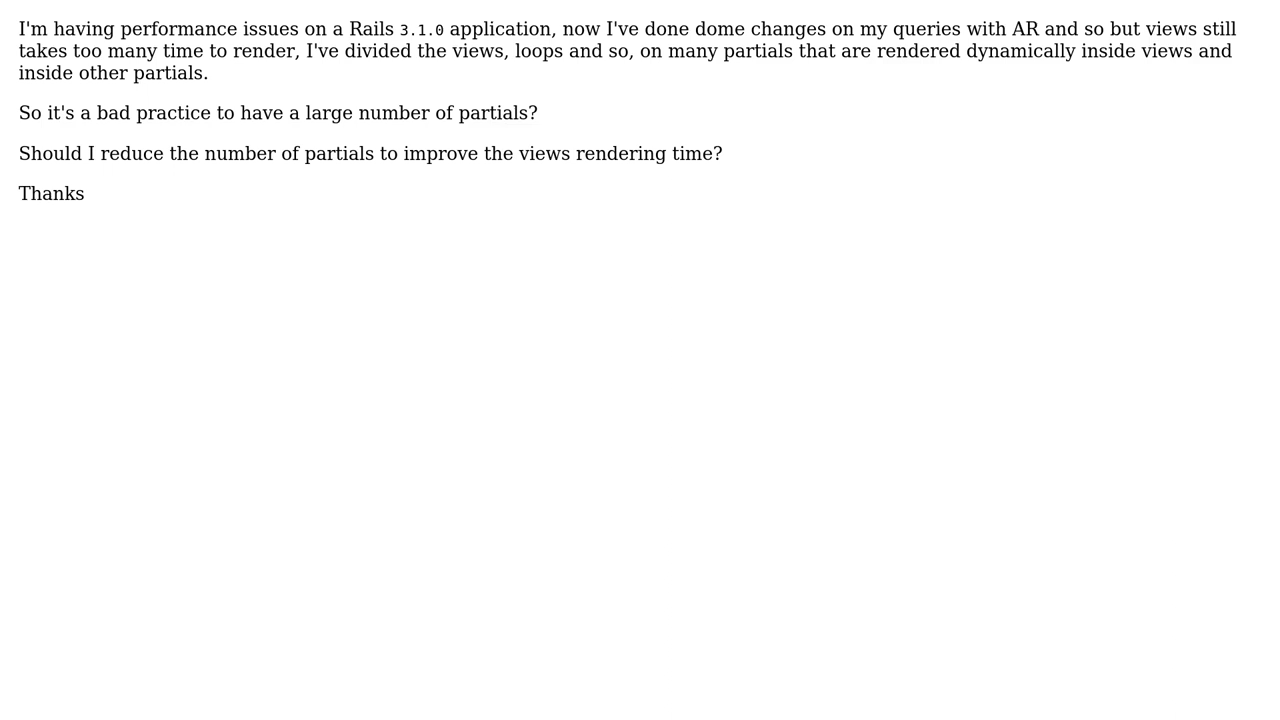 I'm having performance issues on a Rails 3.1.0 application, now I've done dome changes on my queries with AR and so but views still
takes too many time to render, I've divided the views, loops and so, on many partials that are rendered dynamically inside views and
inside other partials.
So it's a bad practice to have a large number of partials?
Should I reduce the number of partials to improve the views rendering time?
Thanks